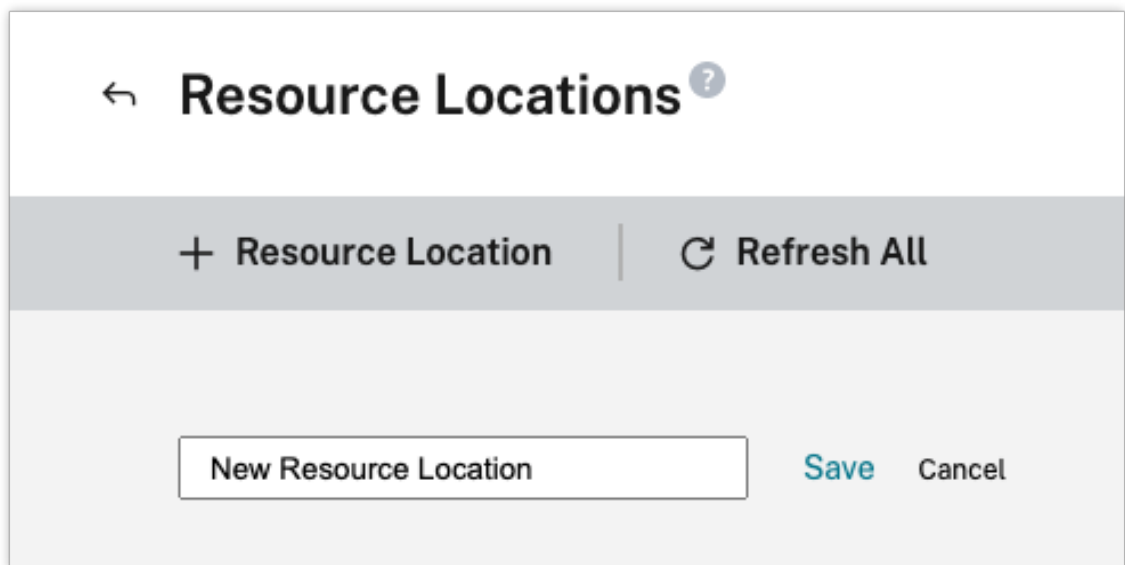 Resource Locations ?
+ Resource Location | Refresh All
New Resource Location Save Cancel